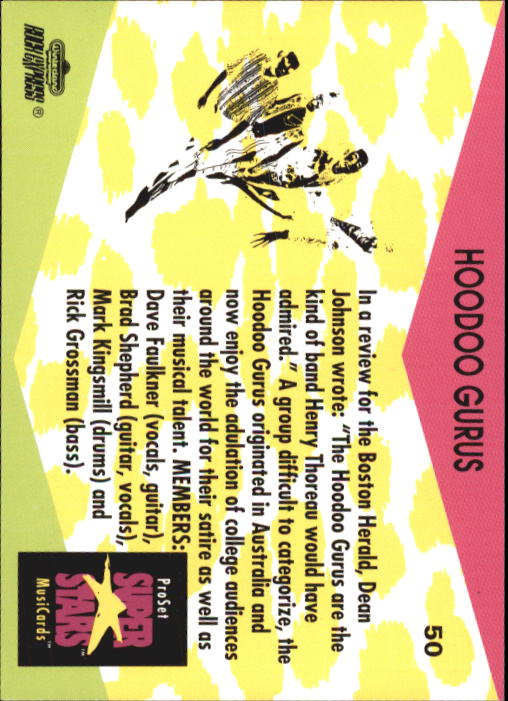 HOODOO GURUS
50
In a review for the Boston Herald, Dean
Johnson wrote: "The Hoodoo Gurus are the
kind of band Henry Thoreau would have
admired." A group difficult to categorize, the
Hoodoo Gurus originated in Australia and
now enjoy the adulation of college audiences
around the world for their satire as well as
their musical talent. MEMBERS:
Dave Faulkner (vocals, guitar),
Brad Shepherd (guitar, vocals),
Mark Kingsmill (drums) and
Rick Grossman (bass).
ProSet
SUPER
STARS™
MusiCards™